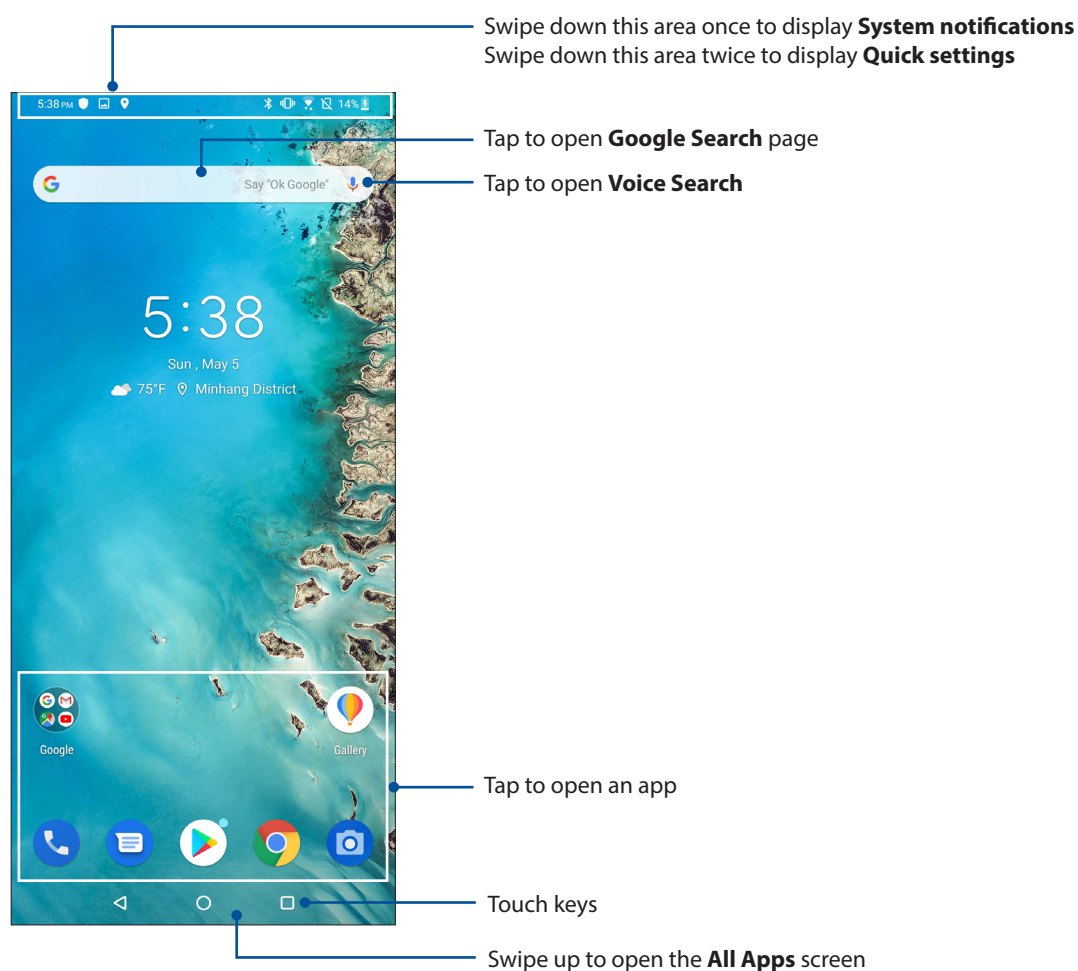 Swipe down this area once to display System notifications
Swipe down this area twice to display Quick settings
5:38 PM
14%
Tap to open Google Search page
Say "Ok Google"
Tap to open Voice Search
5:38
Sun , May 5
75°F Minhang District
Google
Gallery
Tap to open an app
Touch keys
Swipe up to open the All Apps screen